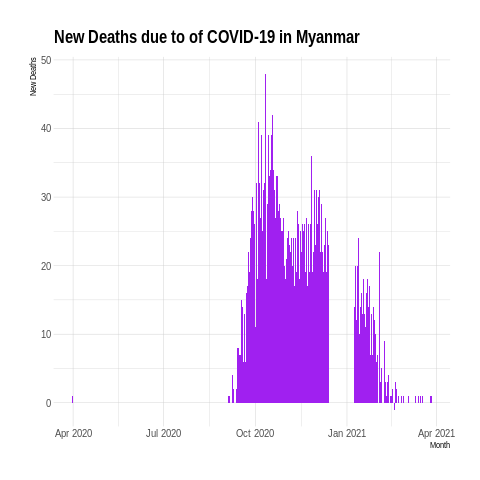 New Deaths due to of COVID-19 in Myanmar
New Deaths
50
40
30
20
10
0
Apr 2020
Jul 2020
Oct 2020
Jan 2021
Apr 2021
Month